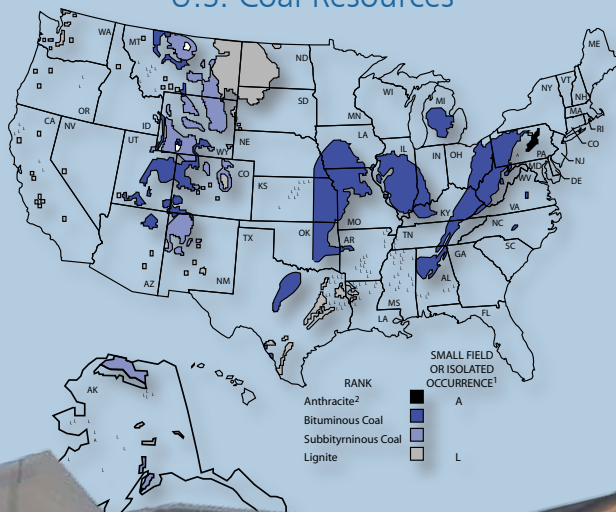 U.S. Coal Resources
WA
MT
ND
ME
OR
ID
SD
MN
WI
MI
NY
VT
NH
MA
RI
CO
CA
NV
UT
WY
NE
LA
IL
IN
OH
PA
NJ
MD
DE
WV
VA
CO
KS
MO
KY
NC
AZ
NM
TX
OK
AR
TN
SC
MS
AL
GA
LA
FL
AK
SMALL FIELD
OR ISOLATED
RANK OCCURRENCE¹
Anthracite² A
Bituminous Coal
Subbityrninous Coal
Lignite L